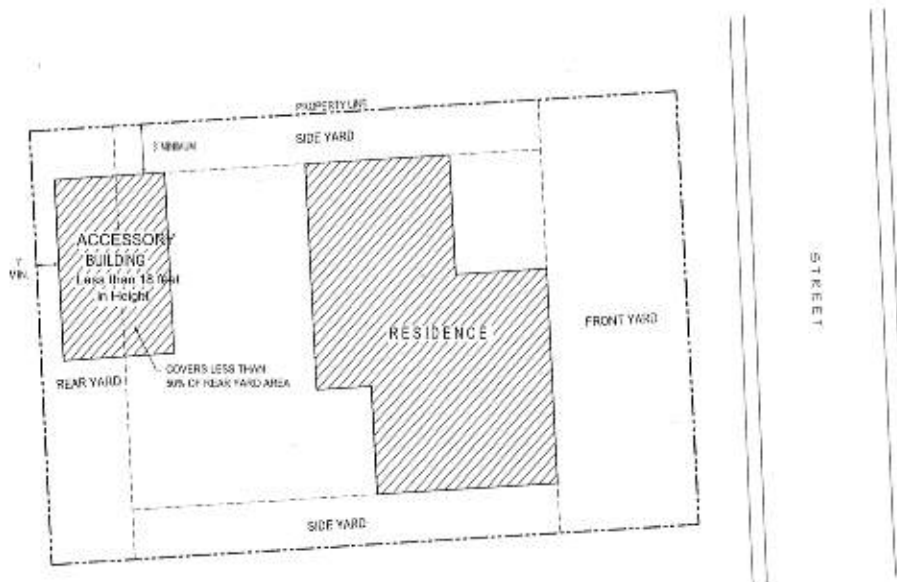 PROPERTY LINE
SIDE YARD
3' MINIMUM
ACCESSORY
BUILDING
Less than 18 feet
in Height
MIN.
STREET
RESIDENCE
FRONT YARD
COVERS LESS THAN
50% OF REAR YARD AREA
REAR YARD
SIDE YARD